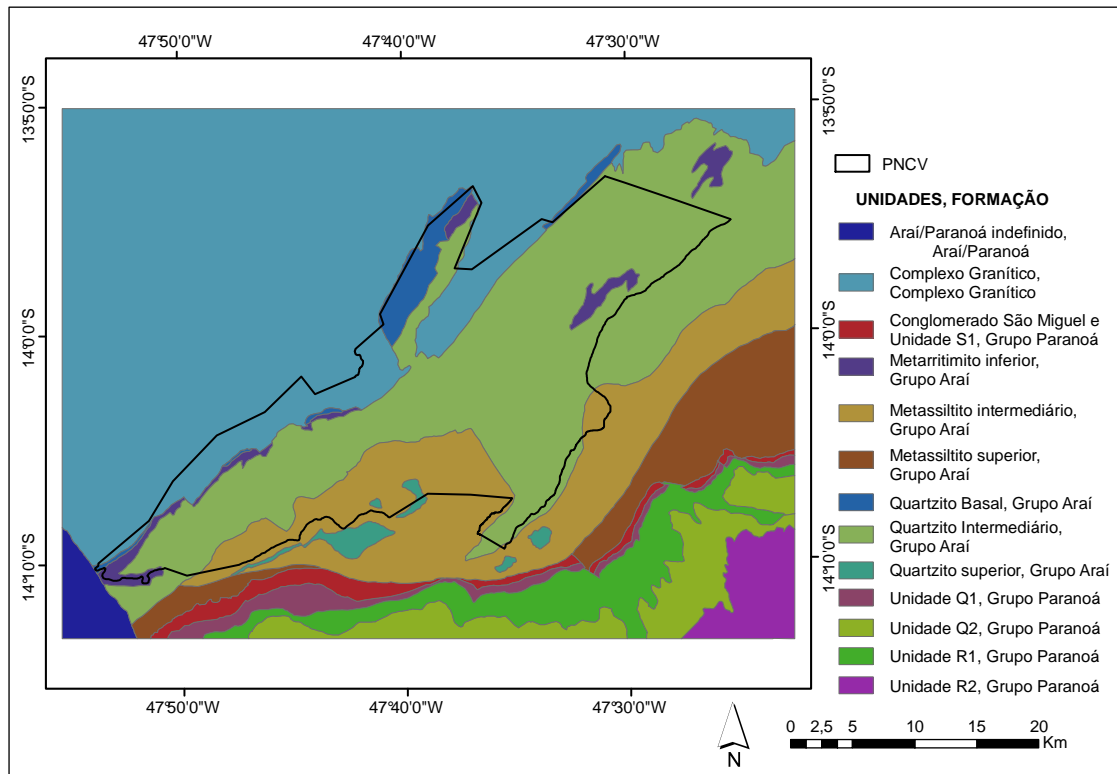 47°50'0"W 47°40'0"W 47°30'0"W
13°50'0"S
13°50'0"S
14°0'0"S
14°0'0"S
14°10'0"S
14°10'0"S
47°50'0"W 47°40'0"W 47°30'0"W
PNCV
UNIDADES, FORMAÇÃO
Araí/Paranoá indefinido,
Araí/Paranoá
Complexo Granítico,
Complexo Granítico
Conglomerado São Miguel e
Unidade S1, Grupo Paranoá
Metarritimito inferior,
Grupo Araí
Metassiltito intermediário,
Grupo Araí
Metassiltito superior,
Grupo Araí
Quartzito Basal, Grupo Araí
Quartzito Intermediário,
Grupo Araí
Quartzito superior, Grupo Araí
Unidade Q1, Grupo Paranoá
Unidade Q2, Grupo Paranoá
Unidade R1, Grupo Paranoá
Unidade R2, Grupo Paranoá
N
0 2,5 5 10 15 20
Km